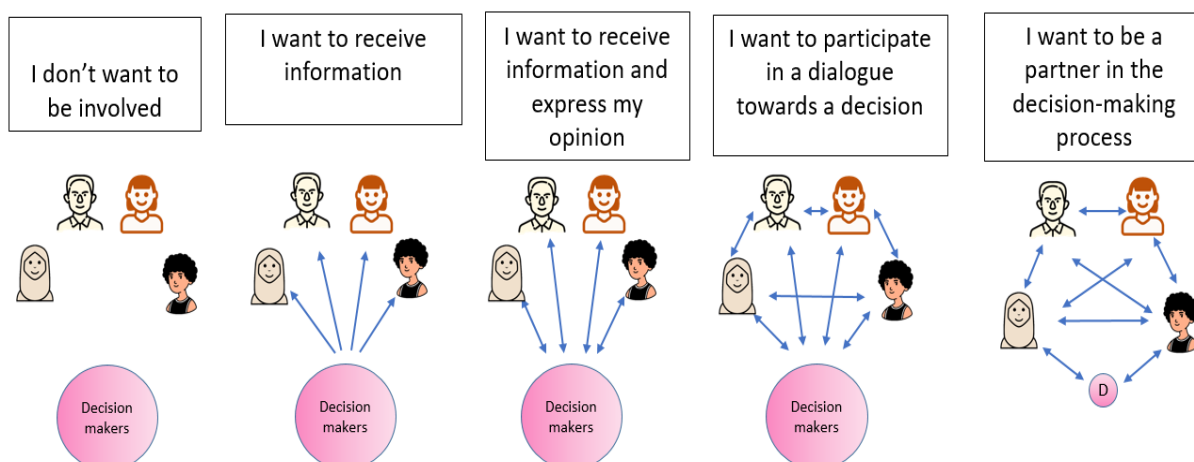 I don’t want to
be involved
I want to receive
information
I want to receive
information and
express my
opinion
I want to participate
in a dialogue
towards a decision
I want to be a
partner in the
decision-making
process
Decision
makers
Decision
makers
Decision
makers
Decision
makers
D